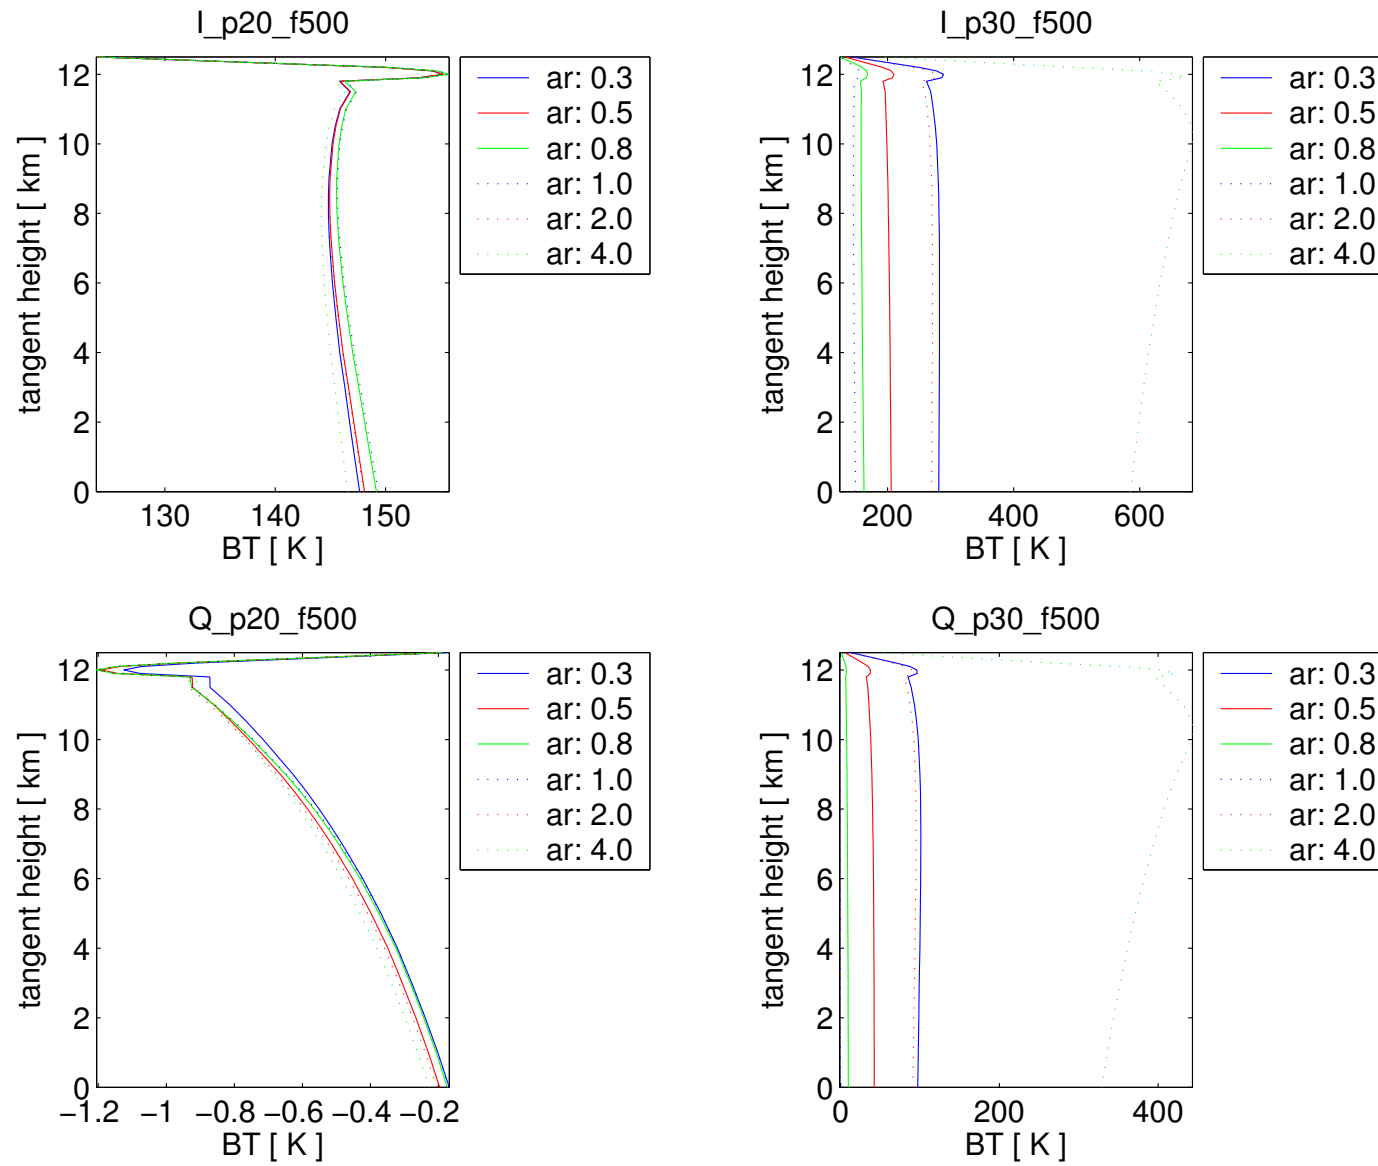 I_p20_f500
12
10
8
6
4
2
0
tangent height [ km ]
130 140 150
BT [ K ]
ar: 0.3
ar: 0.5
ar: 0.8
ar: 1.0
ar: 2.0
ar: 4.0
I_p30_f500
12
10
8
6
4
2
0
tangent height [ km ]
200 400 600
BT [ K ]
ar: 0.3
ar: 0.5
ar: 0.8
ar: 1.0
ar: 2.0
ar: 4.0
Q_p20_f500
12
10
8
6
4
2
0
tangent height [ km ]
−1.2 −1 −0.8 −0.6 −0.4 −0.2
BT [ K ]
ar: 0.3
ar: 0.5
ar: 0.8
ar: 1.0
ar: 2.0
ar: 4.0
Q_p30_f500
12
10
8
6
4
2
0
tangent height [ km ]
0 200 400
BT [ K ]
ar: 0.3
ar: 0.5
ar: 0.8
ar: 1.0
ar: 2.0
ar: 4.0